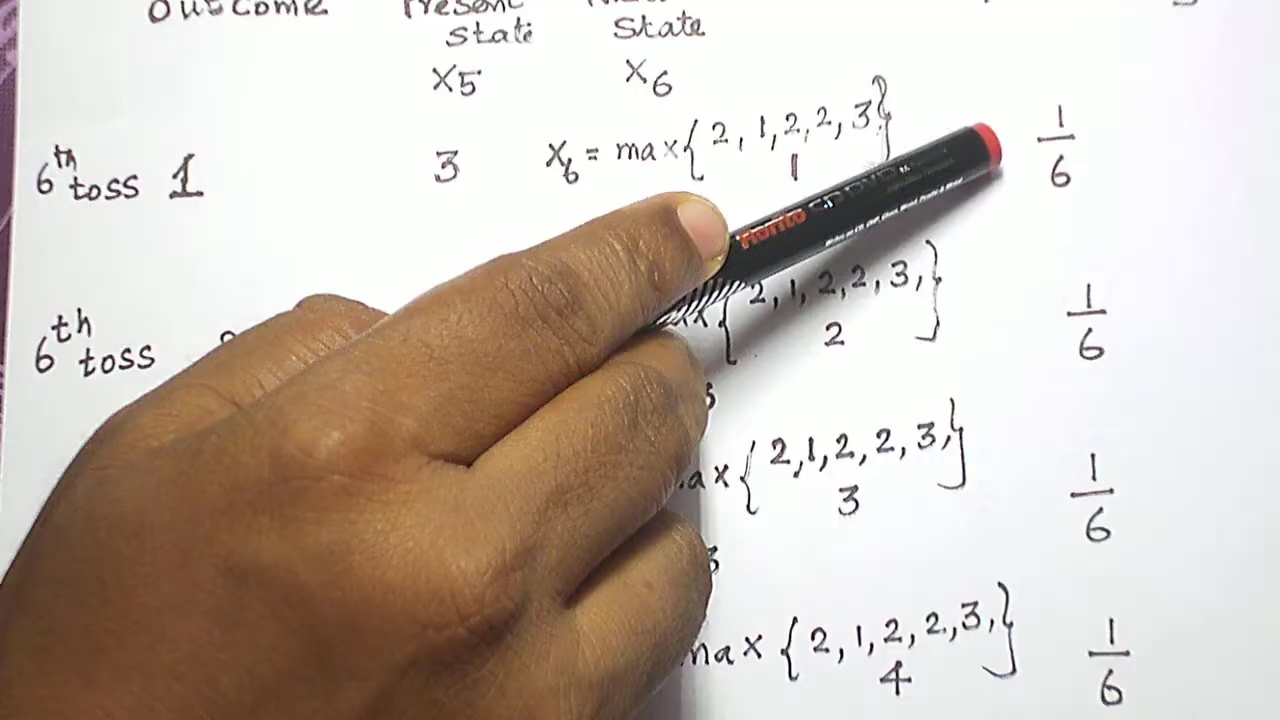 Outcome Present
State State
X5 X6
6th toss 1 3 X6 = max{2, 1, 2, 2, 3,
1} 1/6
Florite
6th toss {2, 1, 2, 2, 3,
2} 1/6
max{2, 1, 2, 2, 3,
3} 1/6
max {2, 1, 2, 2, 3,
4} 1/6